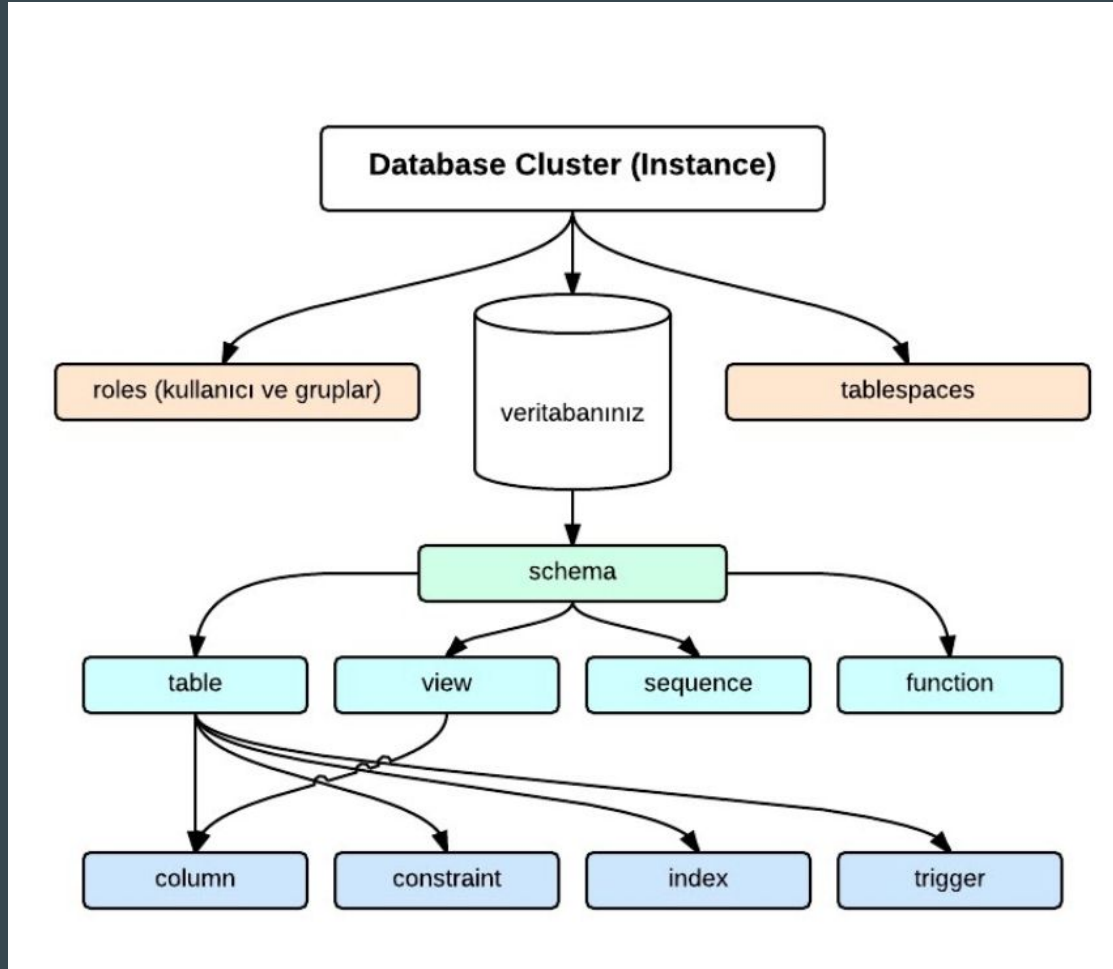 Database Cluster (Instance)
roles (kullanıcı ve gruplar)
veritabanınız
tablespaces
schema
table
view
sequence
function
column
constraint
index
trigger